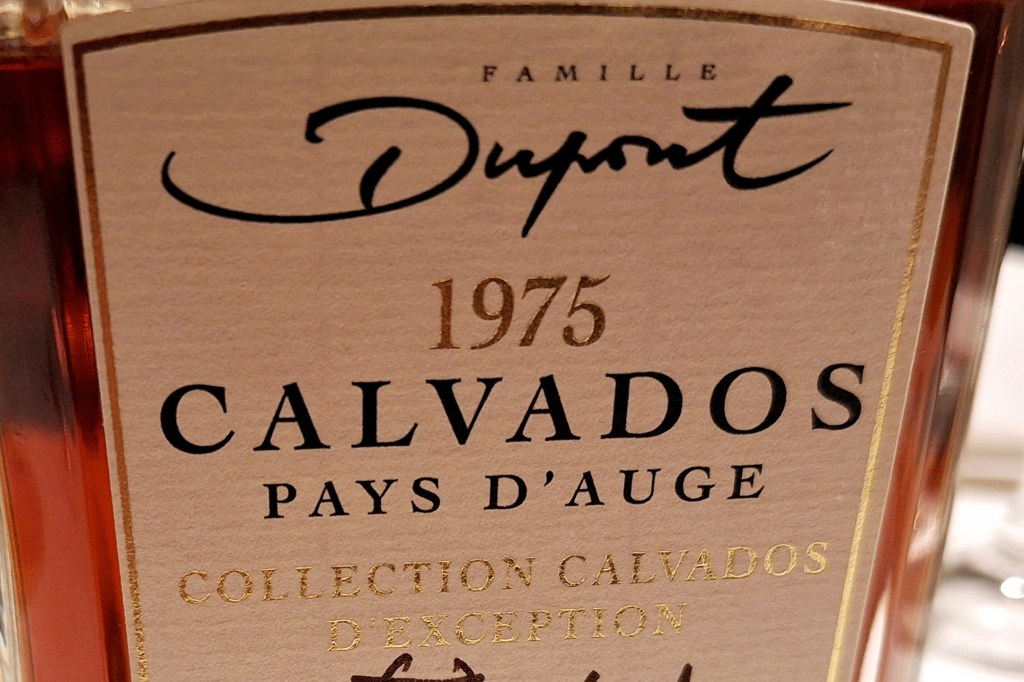 FAMILLE
Dupont
1975
CALVADOS
PAYS D'AUGE
COLLECTION CALVADOS
D'EXCEPTION